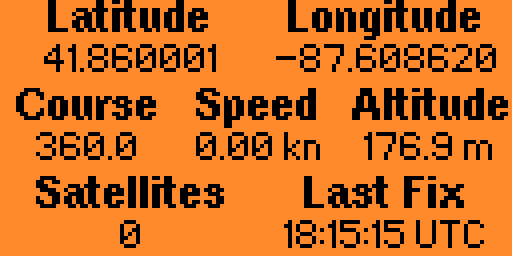 Latitude Longitude
41.860001 -87.608620
Course Speed Altitude
360.0 0.00 kn 176.9 m
Satellites Last Fix
0 18:15:15 UTC